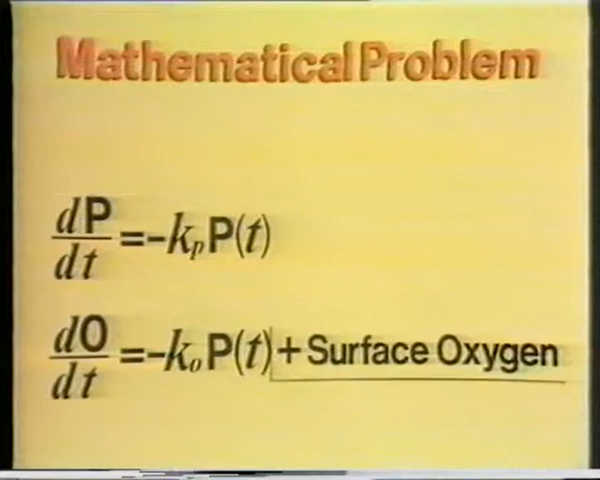 Mathematical Problem
dP/dt = -kₚP(t)
dO/dt = -kₒP(t) + Surface Oxygen